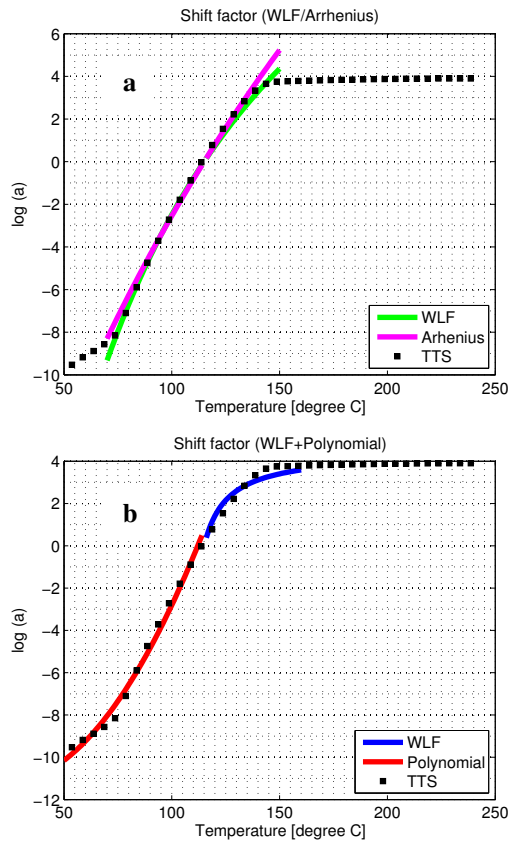 Shift factor (WLF/Arrhenius)
6
a
4
2
0
log (a)
−2
−4
−6
−8
−10
WLF
Arhenius
TTS
50 100 150 200 250
Temperature [degree C]
Shift factor (WLF+Polynomial)
4
b
2
0
−2
log (a)
−4
−6
−8
−10
−12
WLF
Polynomial
TTS
50 100 150 200 250
Temperature [degree C]